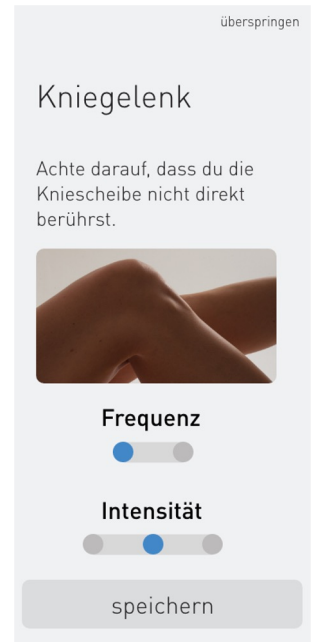 überspringen
Kniegelenk
Achte darauf, dass du die
Kniescheibe nicht direkt
berührst.
Frequenz
Intensität
speichern